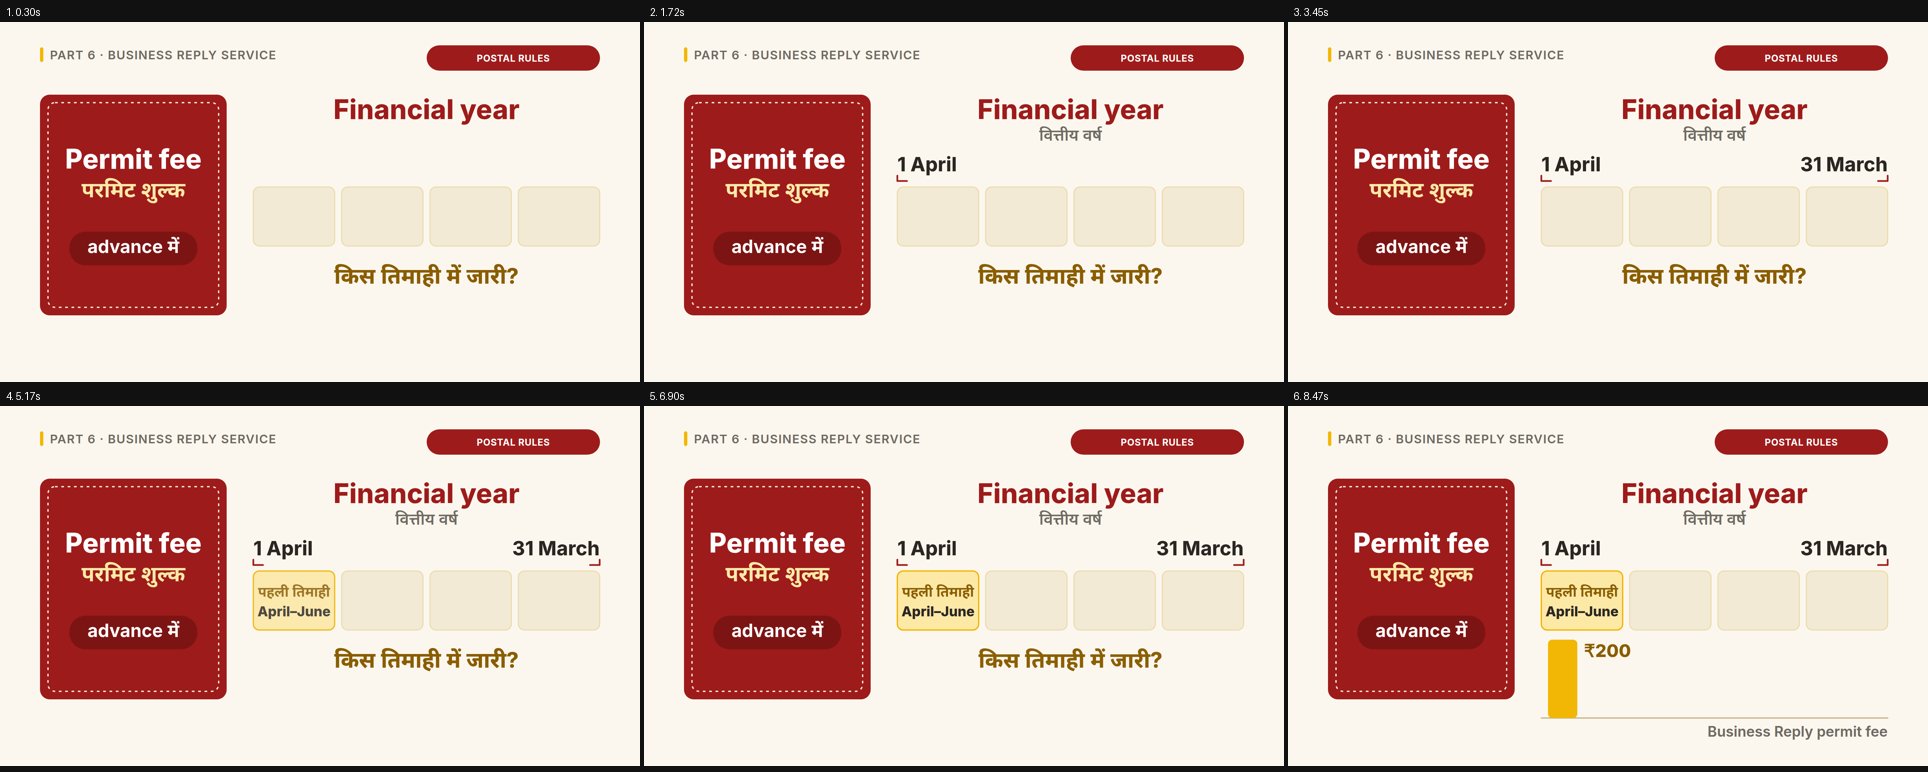 1. 0.30s
PART 6 · BUSINESS REPLY SERVICE
POSTAL RULES
Permit fee
परमिट शुल्क
advance में
Financial year
किस तिमाही में जारी?
2. 1.72s
PART 6 · BUSINESS REPLY SERVICE
POSTAL RULES
Permit fee
परमिट शुल्क
advance में
Financial year
वित्तीय वर्ष
1 April
किस तिमाही में जारी?
3. 3.45s
PART 6 · BUSINESS REPLY SERVICE
POSTAL RULES
Permit fee
परमिट शुल्क
advance में
Financial year
वित्तीय वर्ष
1 April 31 March
किस तिमाही में जारी?
4. 5.17s
PART 6 · BUSINESS REPLY SERVICE
POSTAL RULES
Permit fee
परमिट शुल्क
advance में
Financial year
वित्तीय वर्ष
1 April 31 March
पहली तिमाही
April–June
किस तिमाही में जारी?
5. 6.90s
PART 6 · BUSINESS REPLY SERVICE
POSTAL RULES
Permit fee
परमिट शुल्क
advance में
Financial year
वित्तीय वर्ष
1 April 31 March
पहली तिमाही
April–June
किस तिमाही में जारी?
6. 8.47s
PART 6 · BUSINESS REPLY SERVICE
POSTAL RULES
Permit fee
परमिट शुल्क
advance में
Financial year
वित्तीय वर्ष
1 April 31 March
पहली तिमाही
April–June
₹200
Business Reply permit fee